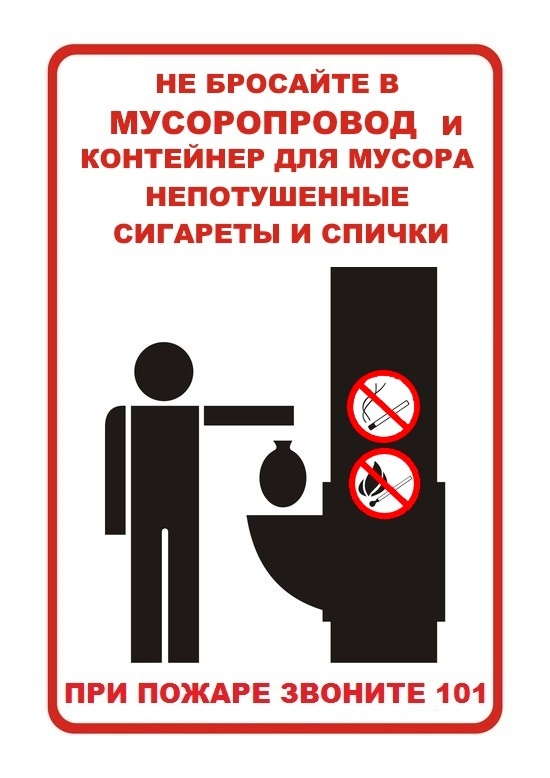 НЕ БРОСАЙТЕ В
МУСОРОПРОВОД и
КОНТЕЙНЕР ДЛЯ МУСОРА
НЕПОТУШЕННЫЕ
СИГАРЕТЫ И СПИЧКИ
ПРИ ПОЖАРЕ ЗВОНИТЕ 101